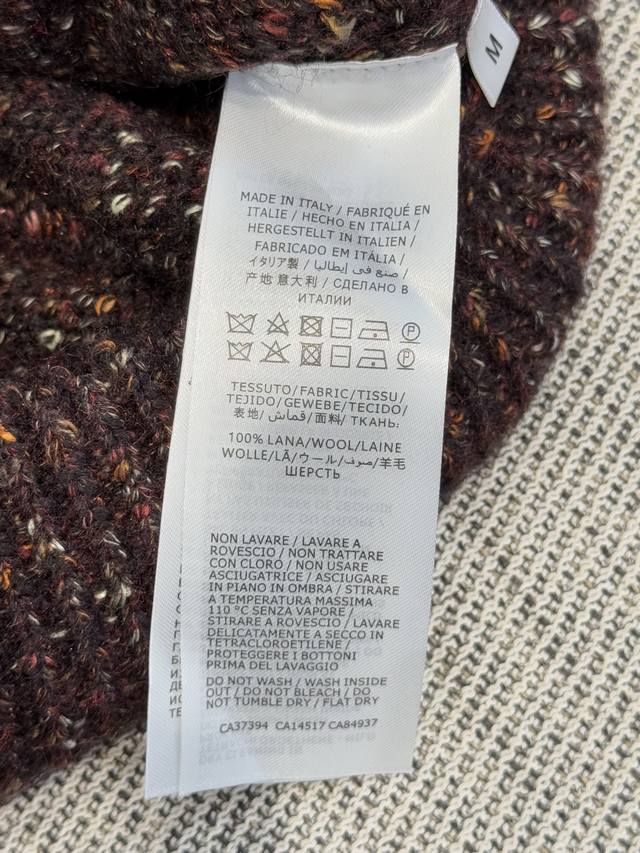 M
MADE IN ITALY / FABRIQUÉ EN
ITALIE / HECHO EN ITALIA /
HERGESTELLT IN ITALIEN /
FABRICADO EM ITÁLIA /
イタリア製 / صنع في إيطاليا /
产地 意大利 / СДЕЛАНО В
ИТАЛИИ
P
P
TESSUTO/FABRIC/TISSU/
TEJIDO/GEWEBE/TECIDO/
表地/ قماش/ 面料/ ТКАНЬ:
100% LANA/WOOL/LAINE
WOLLE/LÃ/ウール/صوف/羊毛
ШЕРСТЬ
NON LAVARE / LAVARE A
ROVESCIO / NON TRATTARE
CON CLORO / NON USARE
ASCIUGATRICE / ASCIUGARE
IN PIANO IN OMBRA / STIRARE
A TEMPERATURA MASSIMA
110 °C SENZA VAPORE /
STIRARE A ROVESCIO / LAVARE
DELICATAMENTE A SECCO IN
TETRACLOROETILENE /
PROTEGGERE I BOTTONI
PRIMA DEL LAVAGGIO
DO NOT WASH / WASH INSIDE
OUT / DO NOT BLEACH / DO
NOT TUMBLE DRY / FLAT DRY
CA37394 CA14517 CA84937